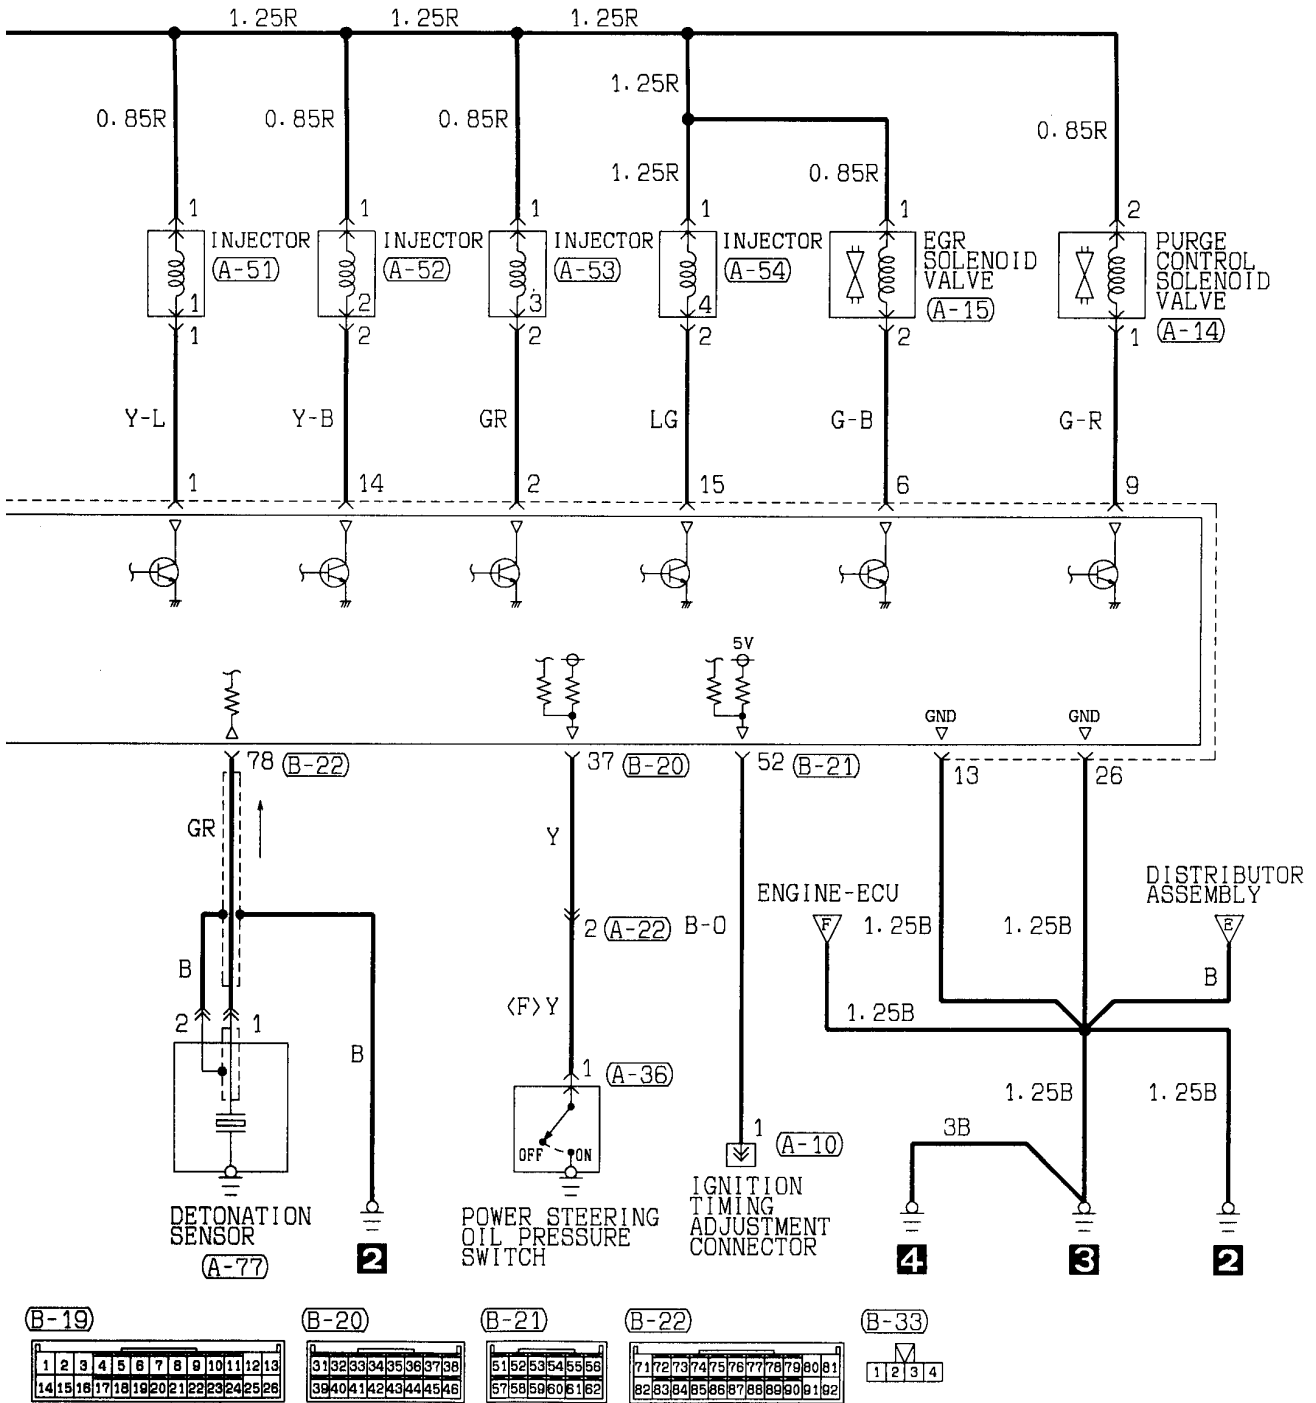 1.25R 1.25R 1.25R
1.25R
0.85R 0.85R 0.85R 0.85R
1.25R 0.85R
1 1 1 1 1 2
INJECTOR
(A-51)
1
INJECTOR
(A-52)
2
INJECTOR
(A-53)
3
INJECTOR
(A-54)
4
EGR
SOLENOID
VALVE
(A-15)
PURGE
CONTROL
SOLENOID
VALVE
(A-14)
1 2 2 2 2 1
Y-L Y-B GR LG G-B G-R
1 14 2 15 6 9
5V
GND GND
78 (B-22) 37 (B-20) 52 (B-21) 13 26
GR Y
ENGINE-ECU
F
DISTRIBUTOR
ASSEMBLY
E
2 (A-22) B-O 1.25B 1.25B
B B
<F>Y 1.25B
2 1
B
1 (A-36)
1.25B 1.25B
3B
OFF ON
1 (A-10)
DETONATION
SENSOR
(A-77)
2
POWER STEERING
OIL PRESSURE
SWITCH
IGNITION
TIMING
ADJUSTMENT
CONNECTOR
4 3 2
(B-19)
1 2 3 4 5 6 7 8 9 10 11 12 13
14 15 16 17 18 19 20 21 22 23 24 25 26
(B-20)
31 32 33 34 35 36 37 38
39 40 41 42 43 44 45 46
(B-21)
51 52 53 54 55 56
57 58 59 60 61 62
(B-22)
71 72 73 74 75 76 77 78 79 80 81
82 83 84 85 86 87 88 89 90 91 92
(B-33)
1 2 3 4